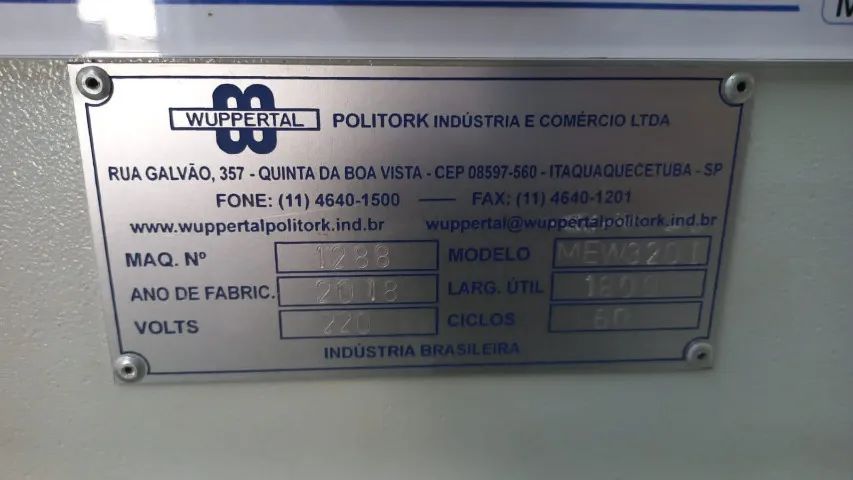 M
WUPPERTAL POLITORK INDÚSTRIA E COMÉRCIO LTDA
RUA GALVÃO, 357 - QUINTA DA BOA VISTA - CEP 08597-560 - ITAQUAQUECETUBA - SP
FONE: (11) 4640-1500 — FAX: (11) 4640-1201
www.wuppertalpolitork.ind.br wuppertal@wuppertalpolitork.ind.br
MAQ. Nº 1288 MODELO MEW320I
ANO DE FABRIC. 2018 LARG. ÚTIL 1800
VOLTS 220 CICLOS 60
INDÚSTRIA BRASILEIRA